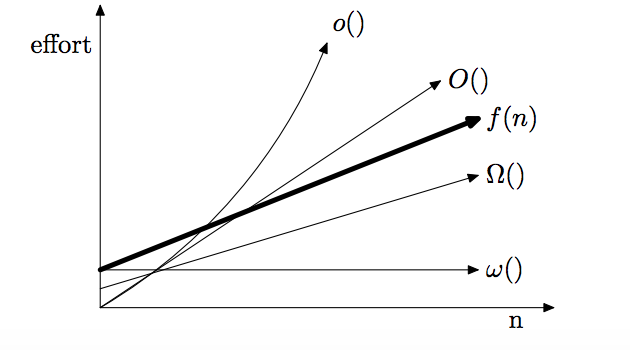 o()
effort
O()
f(n)
Ω()
ω()
n